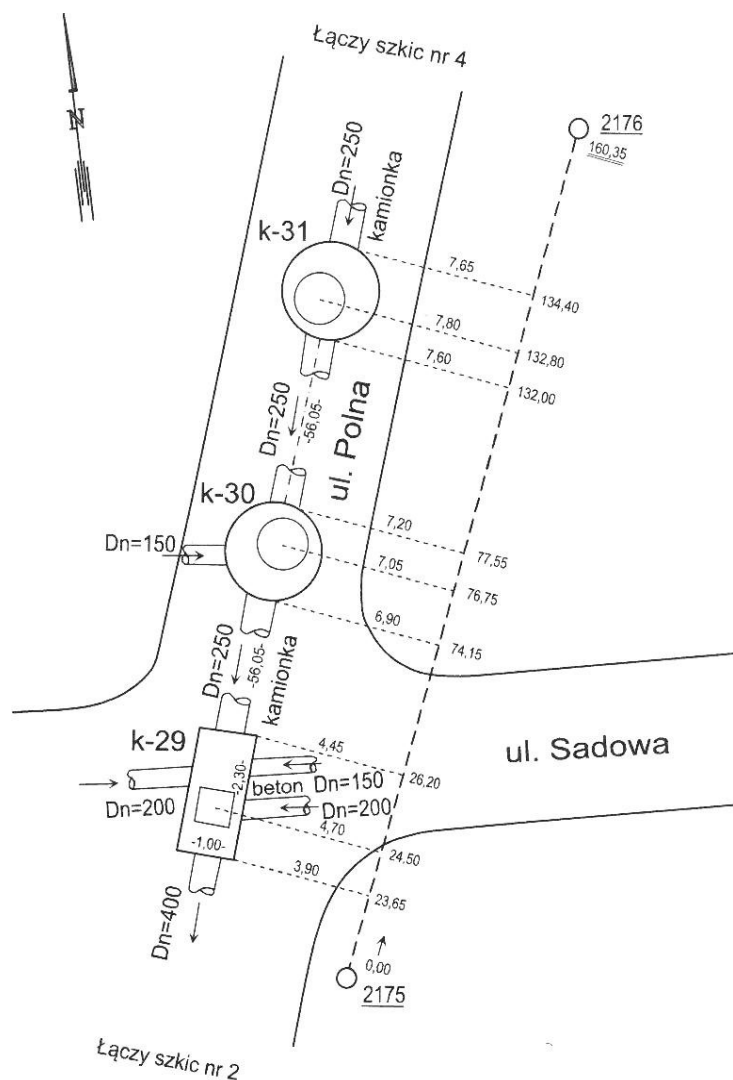 Łączy szkic nr 4
N
2176
160,35
Dn=250
kamionka
k-31
7,65
134,40
7,80
132,80
7,60
132,00
Dn=250
-56,05-
ul. Polna
k-30
7,20
77,55
Dn=150
7,05
76,75
6,90
74,15
Dn=250
-56,05-
kamionka
k-29
4,45
26,20
ul. Sadowa
-2,30-
Dn=150
beton
Dn=200
Dn=200
4,70
24,50
-1,00-
3,90
23,65
Dn=400
0,00
2175
Łączy szkic nr 2